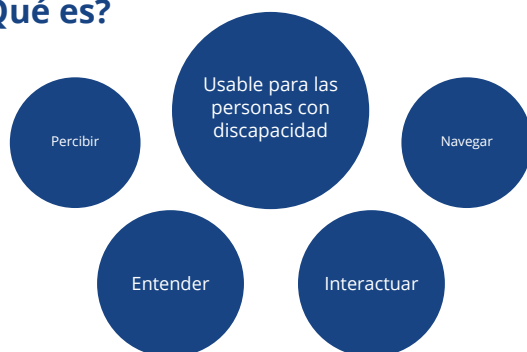 Qué es?
Usable para las
personas con
discapacidad
Percibir
Navegar
Entender
Interactuar